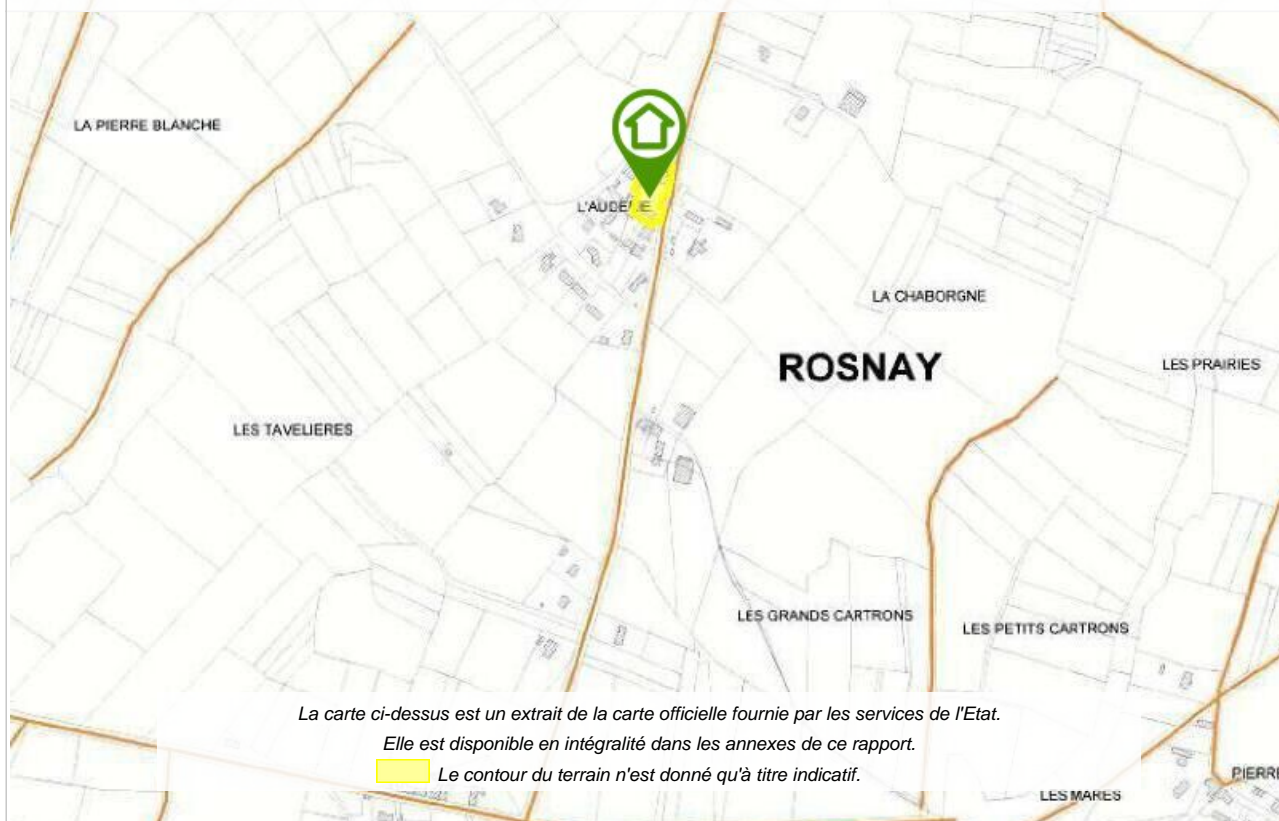 LA PIERRE BLANCHE
L'AUDE
LA CHABORGNE
ROSNAY
LES PRAIRIES
LES TAVELIERES
LES GRANDS CARTRONS
LES PETITS CARTRONS
La carte ci-dessus est un extrait de la carte officielle fournie par les services de l'Etat.
Elle est disponible en intégralité dans les annexes de ce rapport.
Le contour du terrain n'est donné qu'à titre indicatif.
PIERRE
LES MARES